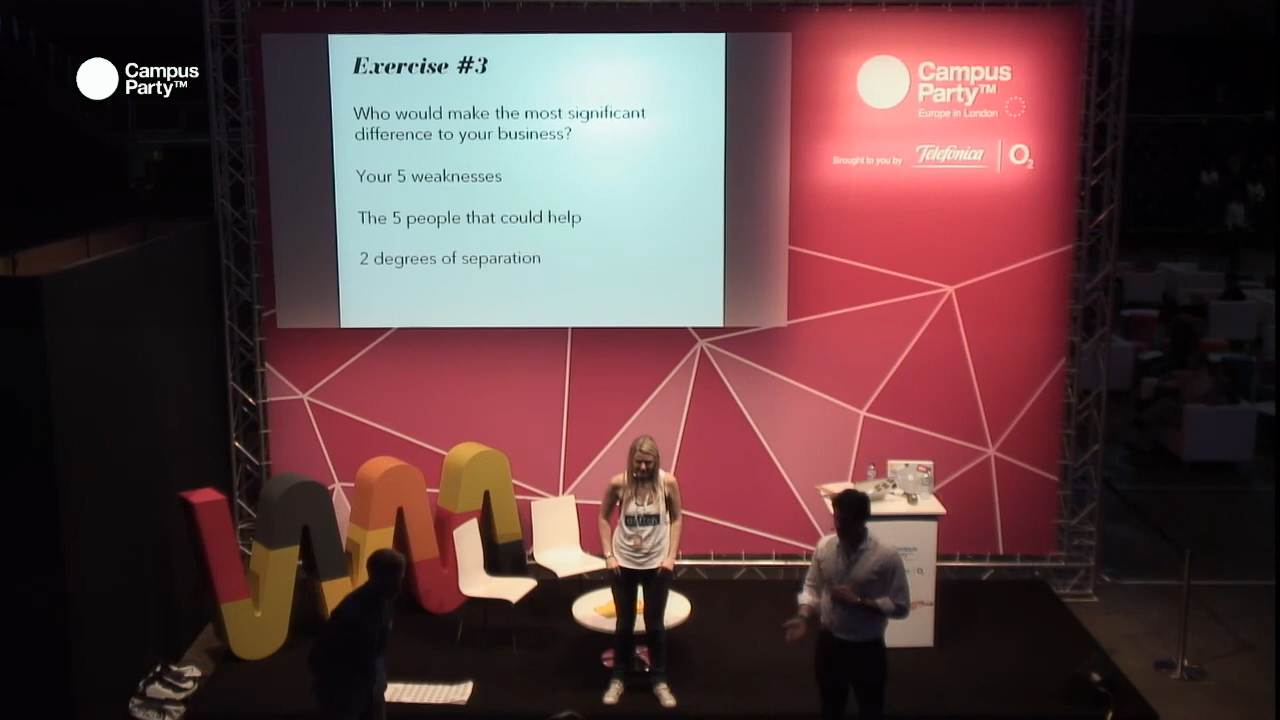 Campus
Party™
Exercise #3
Who would make the most significant
difference to your business?
Your 5 weaknesses
The 5 people that could help
2 degrees of separation
Campus
Party™
Europe in London
Brought to you by Telefónica O2